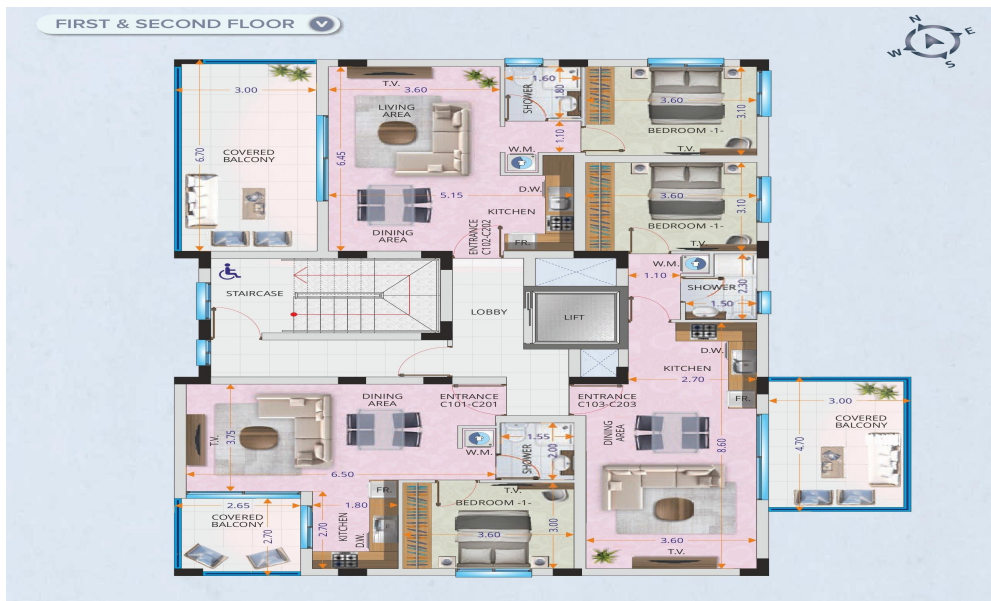 FIRST & SECOND FLOOR
N
E
W
S
3.00
6.70
COVERED
BALCONY
T.V.
3.60
LIVING
AREA
6.45
5.15
DINING
AREA
1.60
1.80
SHOWER
1.10
W.M.
D.W.
KITCHEN
FR.
ENTRANCE
C102-C202
3.60
3.10
BEDROOM -1-
T.V.
3.60
3.10
BEDROOM -1-
T.V.
STAIRCASE
LOBBY
LIFT
W.M.
1.10
SHOWER
2.30
1.50
D.W.
KITCHEN
2.70
FR.
ENTRANCE
C101-C201
ENTRANCE
C103-C203
DINING
AREA
3.75
T.V.
6.50
W.M.
1.55
2.00
SHOWER
DINING
AREA
8.60
3.00
COVERED
BALCONY
4.70
2.65
COVERED
BALCONY
2.70
FR.
1.80
KITCHEN
2.70
D.W.
T.V.
BEDROOM -1-
3.60
3.00
3.60
T.V.